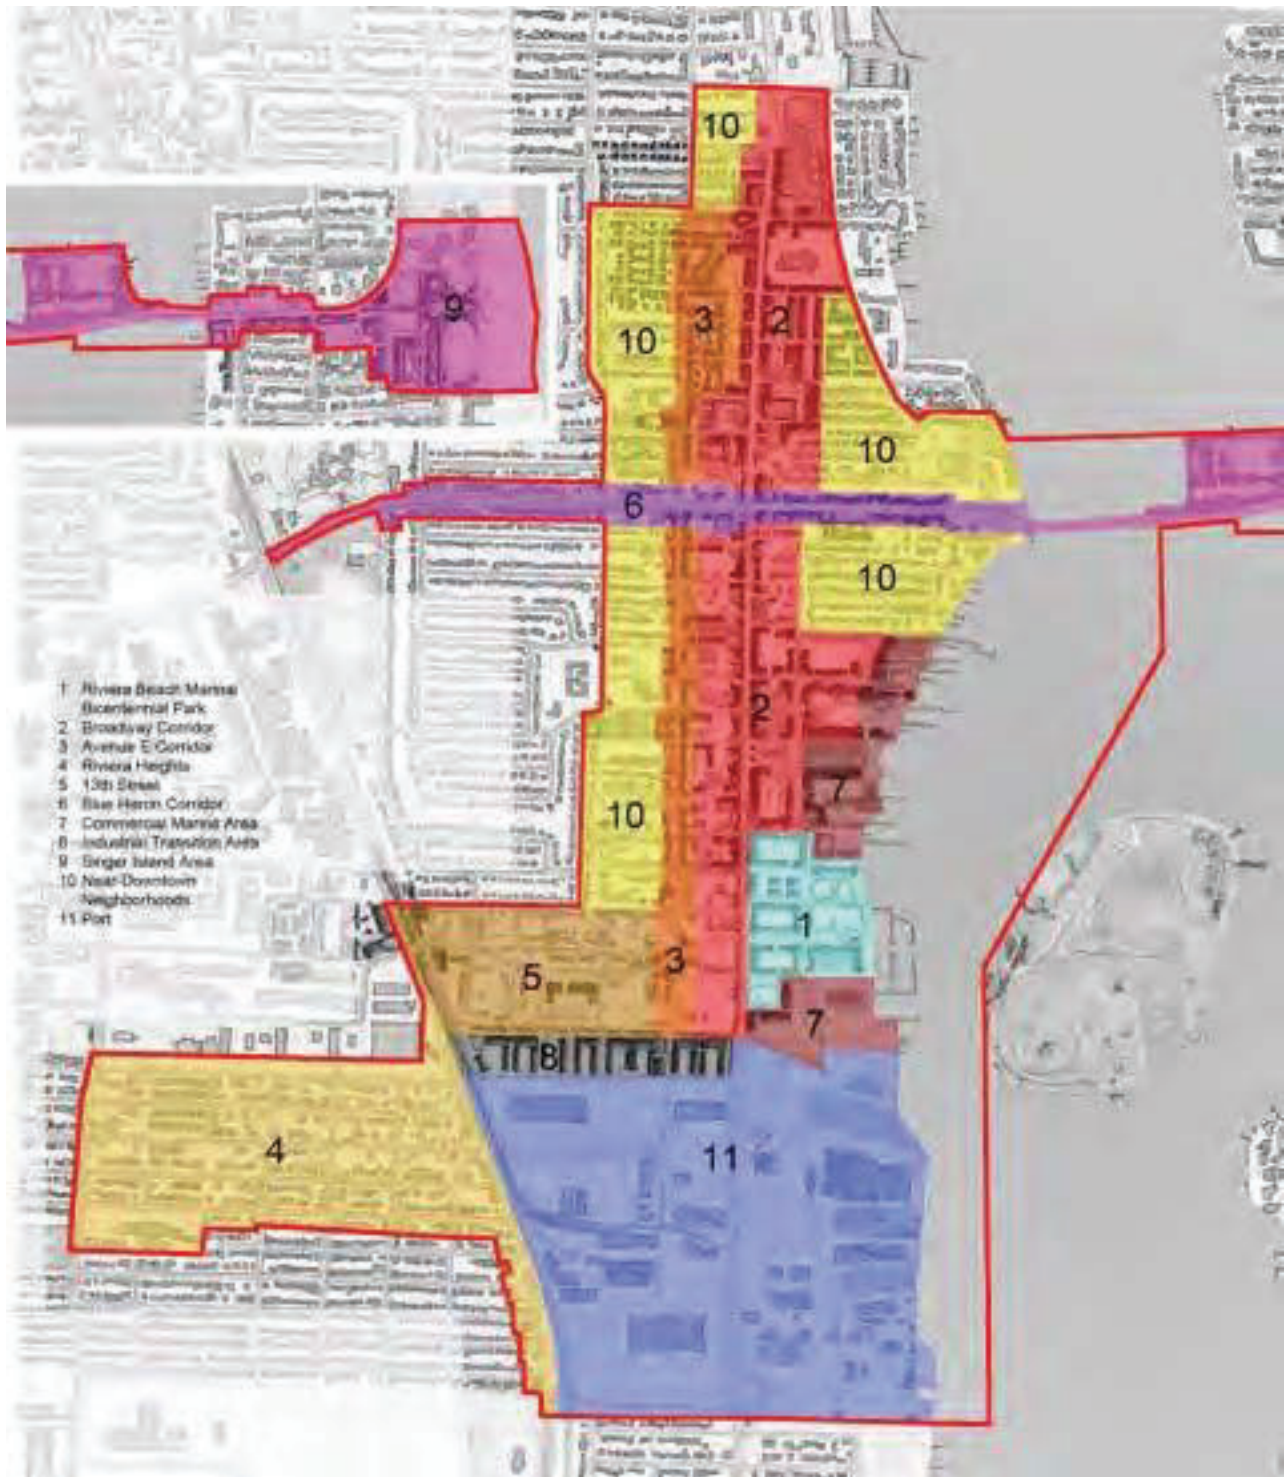 10
9
3
2
10
10
6
10
2
7
10
1
3
5
7
8
4
11
1 Riviera Beach Marina/
Bicentennial Park
2 Broadway Corridor
3 Avenue E Corridor
4 Riviera Heights
5 13th Street
6 Blue Heron Corridor
7 Commercial Marine Area
8 Industrial Transition Area
9 Singer Island Area
10 Near-Downtown
Neighborhoods
11 Port